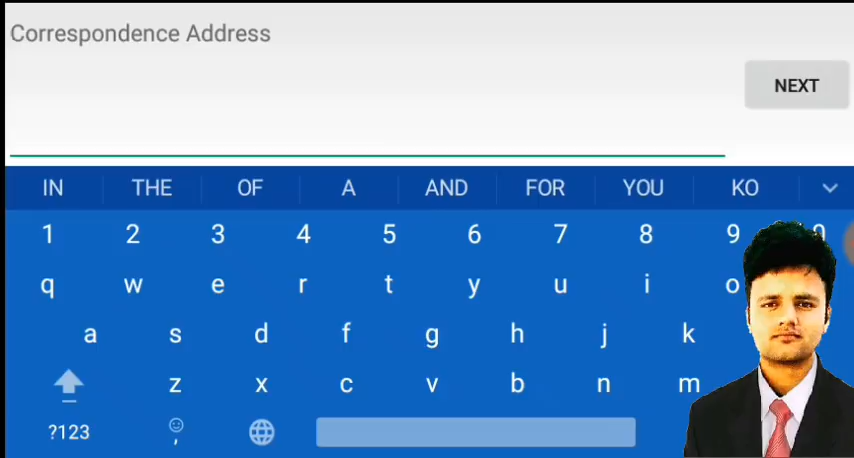 Correspondence Address
NEXT
IN THE OF A AND FOR YOU KO
1 2 3 4 5 6 7 8 9 0
q w e r t y u i o
a s d f g h j k
z x c v b n m
?123 ,